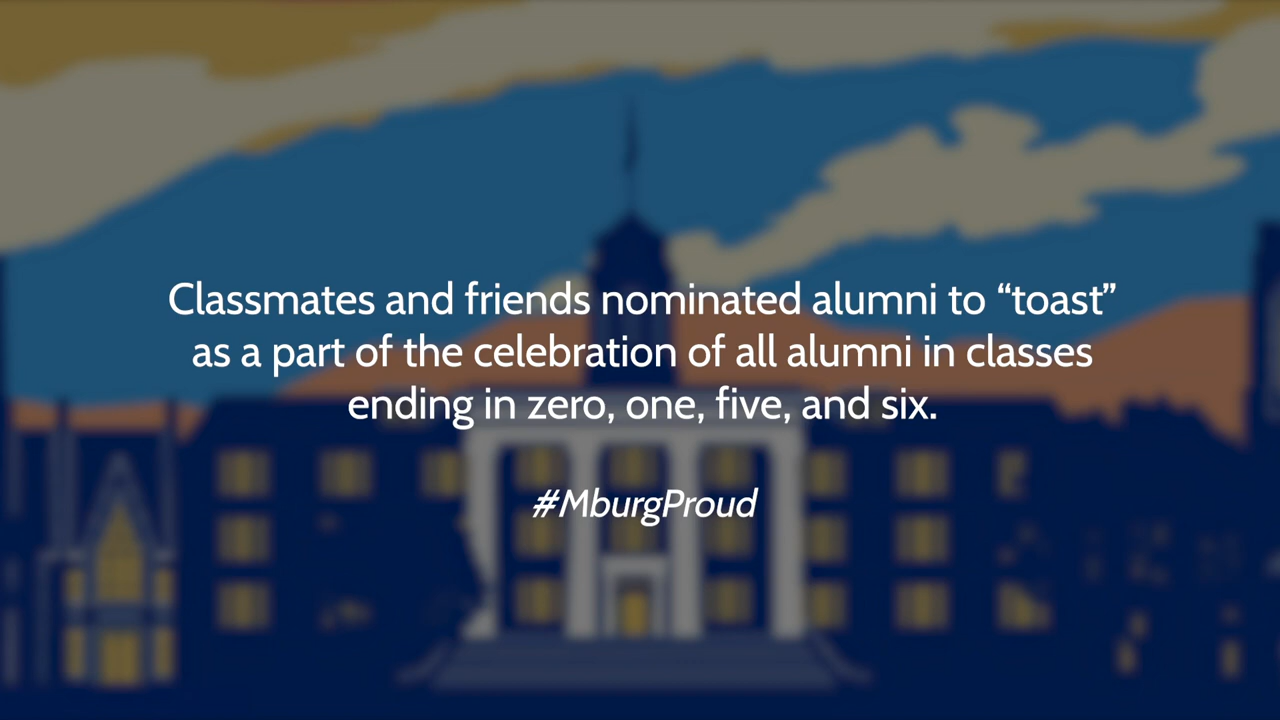 Classmates and friends nominated alumni to “toast”
as a part of the celebration of all alumni in classes
ending in zero, one, five, and six.
#MburgProud